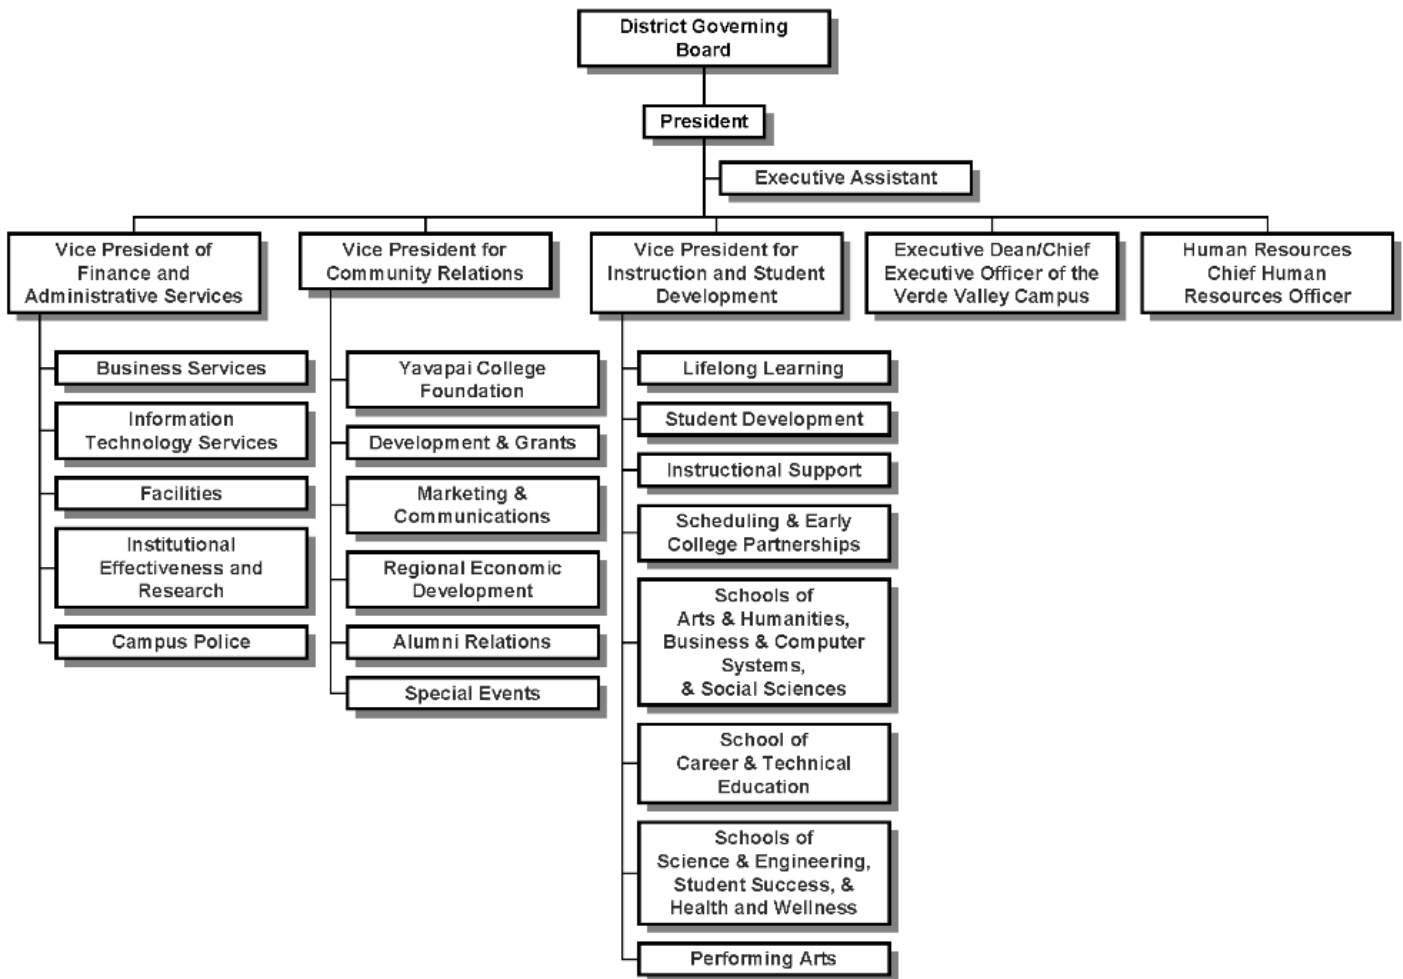 District Governing
Board
President
Executive Assistant
Vice President of
Finance and
Administrative Services
Vice President for
Community Relations
Vice President for
Instruction and Student
Development
Executive Dean/Chief
Executive Officer of the
Verde Valley Campus
Human Resources
Chief Human
Resources Officer
Business Services
Information
Technology Services
Facilities
Institutional
Effectiveness and
Research
Campus Police
Yavapai College
Foundation
Development & Grants
Marketing &
Communications
Regional Economic
Development
Alumni Relations
Special Events
Lifelong Learning
Student Development
Instructional Support
Scheduling & Early
College Partnerships
Schools of
Arts & Humanities,
Business & Computer
Systems,
& Social Sciences
School of
Career & Technical
Education
Schools of
Science & Engineering,
Student Success, &
Health and Wellness
Performing Arts